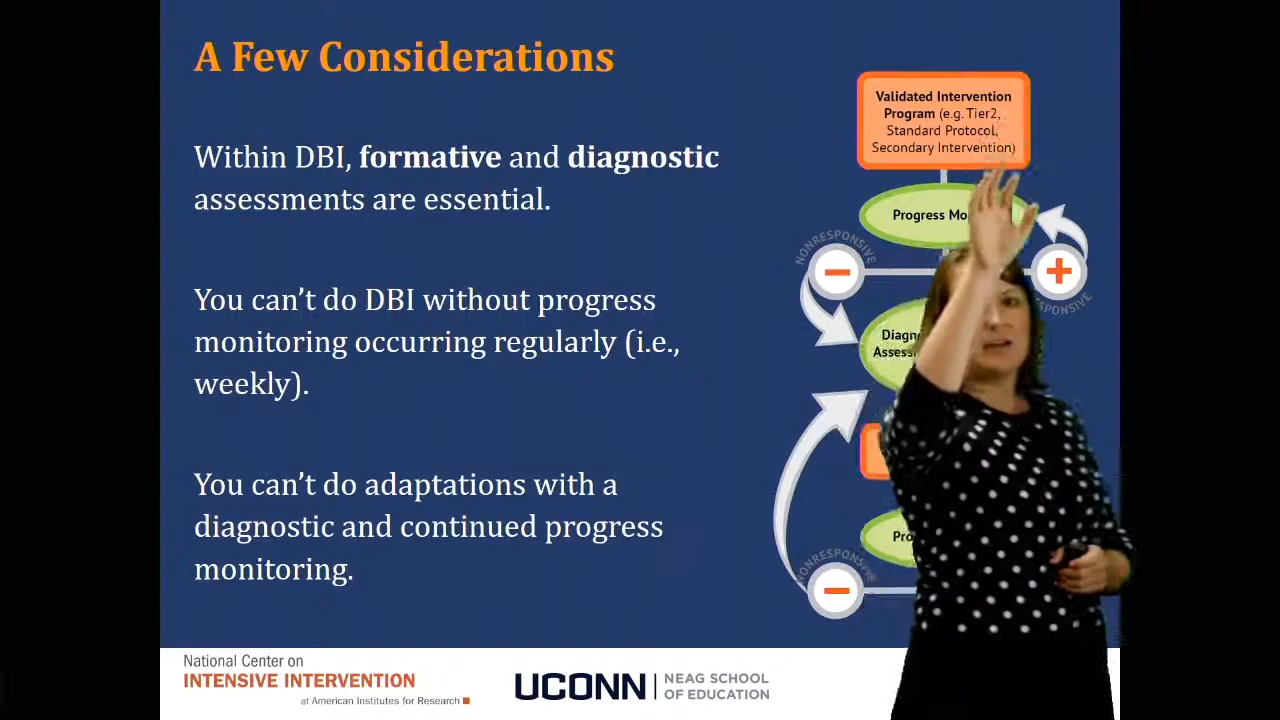 A Few Considerations
Within DBI, formative and diagnostic
assessments are essential.
You can't do DBI without progress
monitoring occurring regularly (i.e.,
weekly).
You can't do adaptations with a
diagnostic and continued progress
monitoring.
Validated Intervention
Program (e.g. Tier2,
Standard Protocol,
Secondary Intervention)
Progress Mo
NONRESPONSIVE
Diagn
Assess
NONRESPONSIVE
National Center on
INTENSIVE INTERVENTION
at American Institutes for Research
UCONN
NEAG SCHOOL
OF EDUCATION